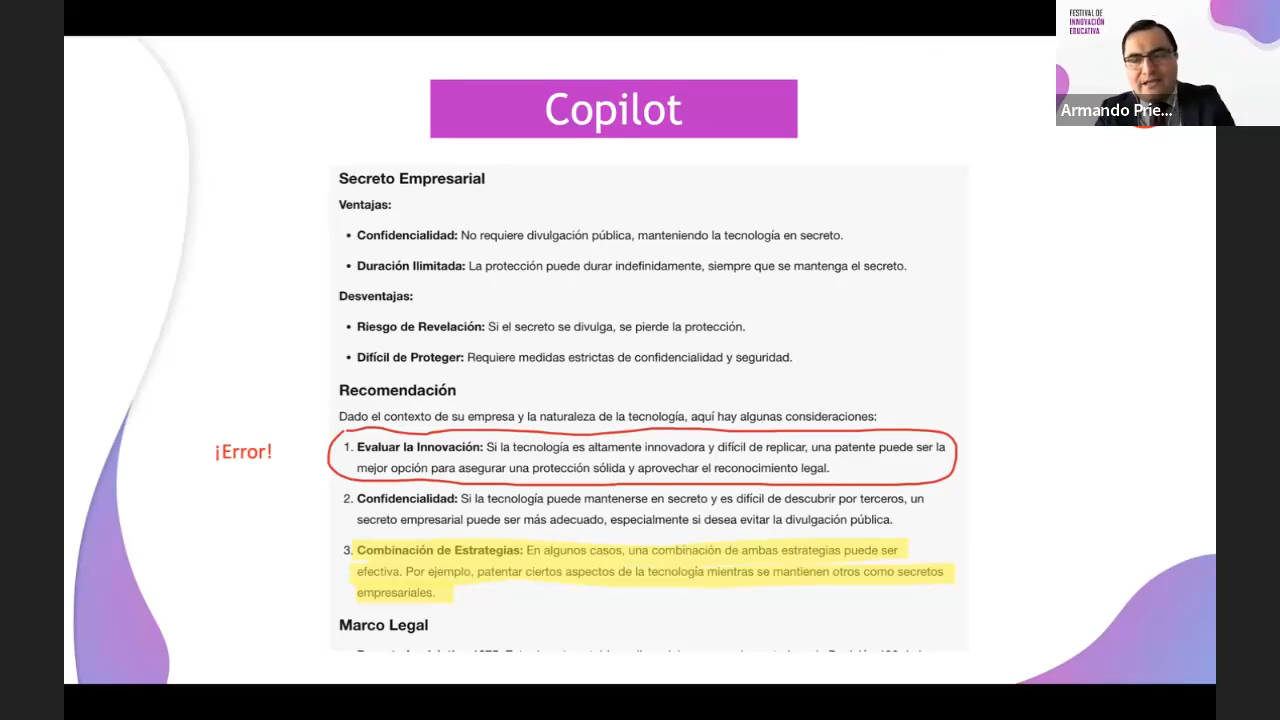 FESTIVAL DE
INNOVACIÓN
EDUCATIVA
Armando Prie...
Copilot
Secreto Empresarial
Ventajas:
• Confidencialidad: No requiere divulgación pública, manteniendo la tecnología en secreto.
• Duración Ilimitada: La protección puede durar indefinidamente, siempre que se mantenga el secreto.
Desventajas:
• Riesgo de Revelación: Si el secreto se divulga, se pierde la protección.
• Difícil de Proteger: Requiere medidas estrictas de confidencialidad y seguridad.
Recomendación
Dado el contexto de su empresa y la naturaleza de la tecnología, aquí hay algunas consideraciones:
¡Error!
1. Evaluar la Innovación: Si la tecnología es altamente innovadora y difícil de replicar, una patente puede ser la
mejor opción para asegurar una protección sólida y aprovechar el reconocimiento legal.
2. Confidencialidad: Si la tecnología puede mantenerse en secreto y es difícil de descubrir por terceros, un
secreto empresarial puede ser más adecuado, especialmente si desea evitar la divulgación pública.
3. Combinación de Estrategias: En algunos casos, una combinación de ambas estrategias puede ser
efectiva. Por ejemplo, patentar ciertos aspectos de la tecnología mientras se mantienen otros como secretos
empresariales.
Marco Legal